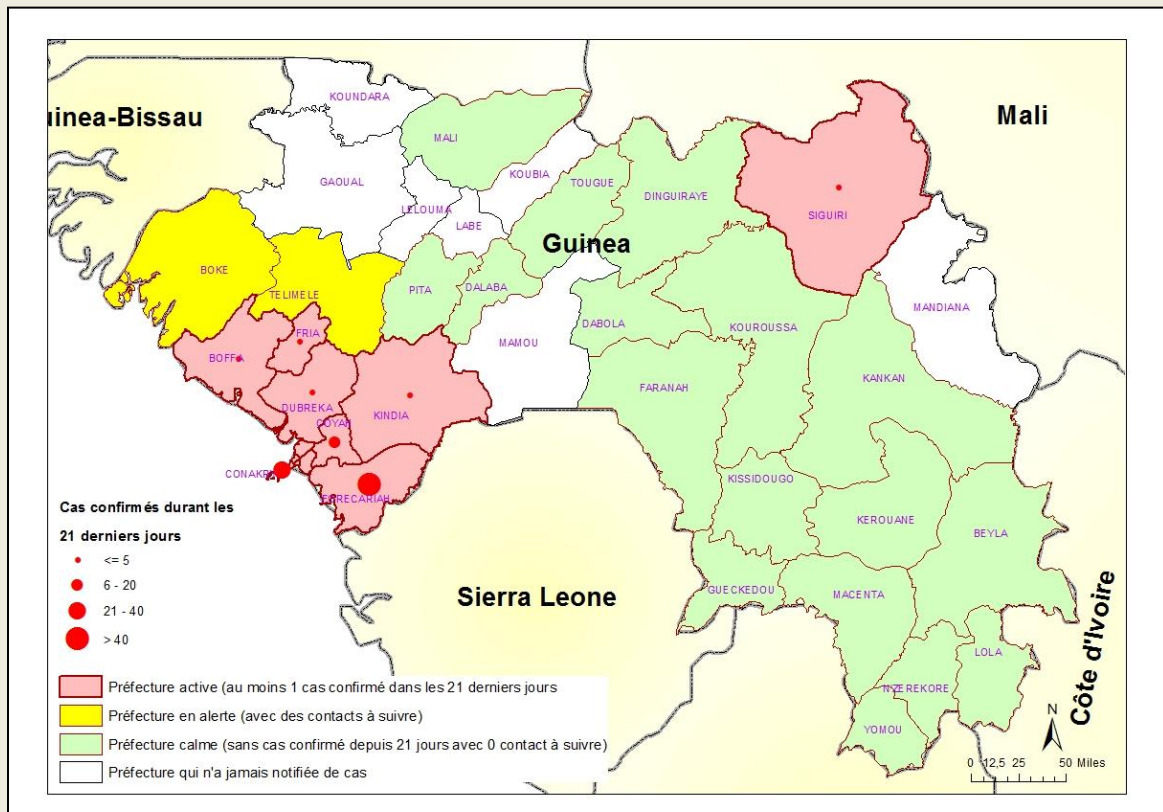 KOUNDARA
uinea-Bissau
Mali
MALI
KOUBIA
GAOUAL
TOUGUE
DINGUIRAYE
LELOUMA
SIGUIRI
LABE
Guinea
BOKE
TELIMELE
PITA
DALABA
MANDIANA
DABOLA
KOUROUSSA
FRIA
MAMOU
BOFFA
KANKAN
FARANAH
DUBREKA
KINDIA
COYAH
CONAKR
KISSIDOUGO
FORECARIAH
KEROUANE
BEYLA
Cas confirmés durant les
21 derniers jours
<= 5
6 - 20
21 - 40
> 40
GUECKEDOU
MACENTA
Sierra Leone
Côte d'Ivoire
LOLA
N'ZEREKORE
YOMOU
N
0 12,5 25 50 Miles
Préfecture active (au moins 1 cas confirmé dans les 21 derniers jours
Préfecture en alerte (avec des contacts à suivre)
Préfecture calme (sans cas confirmé depuis 21 jours avec 0 contact à suivre)
Préfecture qui n'a jamais notifiée de cas